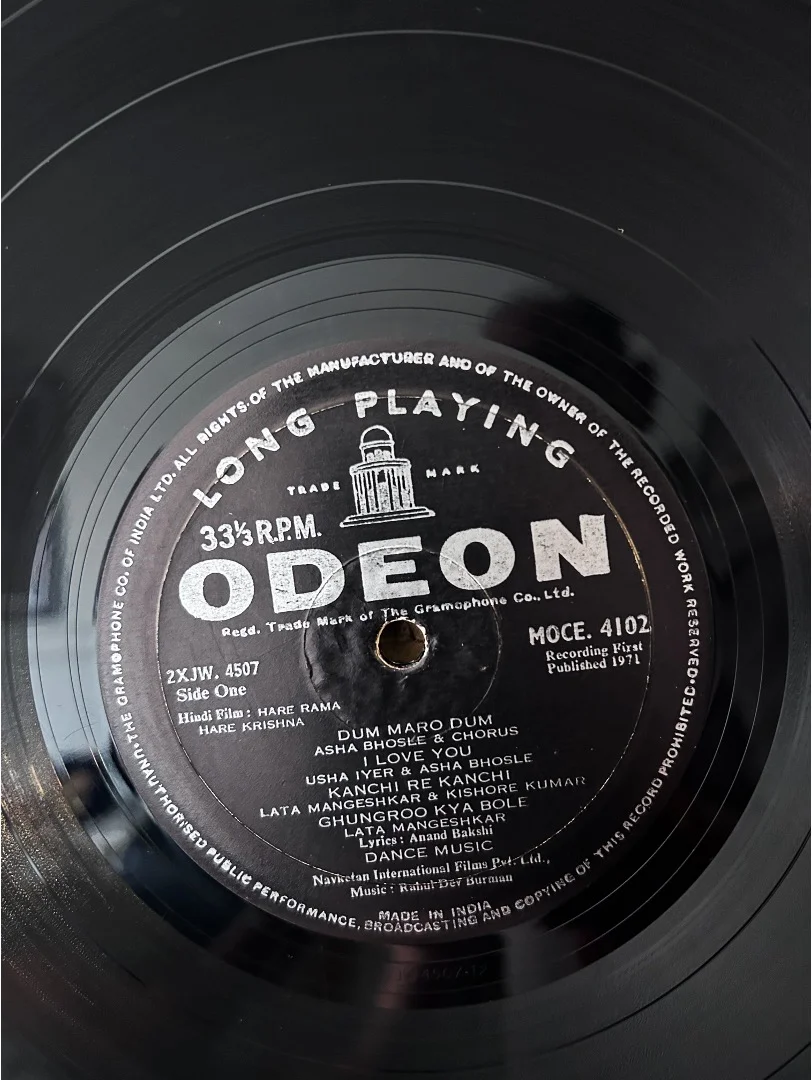 THE GRAMOPHONE CO. OF INDIA LTD. ALL RIGHTS OF THE MANUFACTURER AND OF THE OWNER OF THE RECORDED WORK RESERVED. UNAUTHORISED PUBLIC PERFORMANCE, BROADCASTING AND COPYING OF THIS RECORD PROHIBITED.
LONG PLAYING
TRADE MARK
33⅓ R.P.M.
ODEON
Regd. Trade Mark of The Gramophone Co., Ltd.
MOCE. 4102
Recording First
Published 1971
2XJW. 4507
Side One
Hindi Film : HARE RAMA
HARE KRISHNA
DUM MARO DUM
ASHA BHOSLE & CHORUS
I LOVE YOU
USHA IYER & ASHA BHOSLE
KANCHI RE KANCHI
LATA MANGESHKAR & KISHORE KUMAR
GHUNGROO KYA BOLE
LATA MANGESHKAR
Lyrics : Anand Bakshi
DANCE MUSIC
Navketan International Films Pvt. Ltd.,
Music : Rahul Dev Burman
MADE IN INDIA